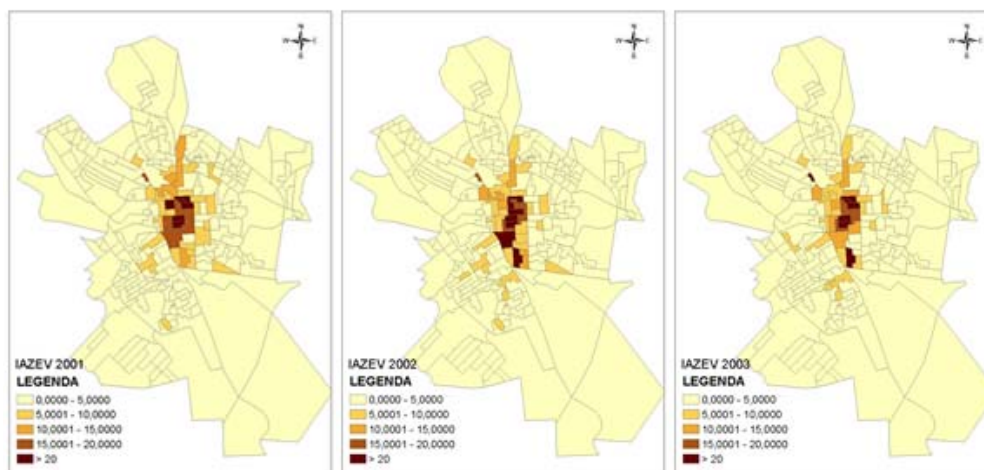 N
W E
S
IAZEV 2001
LEGENDA
0,0000 - 5,0000
5,0001 - 10,0000
10,0001 - 15,0000
15,0001 - 20,0000
> 20
N
W E
S
IAZEV 2002
LEGENDA
0,0000 - 5,0000
5,0001 - 10,0000
10,0001 - 15,0000
15,0001 - 20,0000
> 20
N
W E
S
IAZEV 2003
LEGENDA
0,0000 - 5,0000
5,0001 - 10,0000
10,0001 - 15,0000
15,0001 - 20,0000
> 20